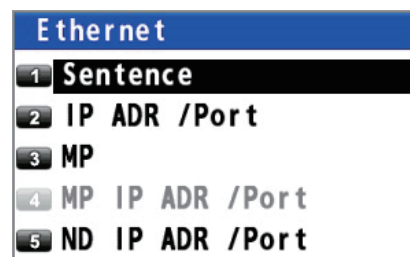 Ethernet
1 Sentence
2 IP ADR /Port
3 MP
4 MP IP ADR /Port
5 ND IP ADR /Port